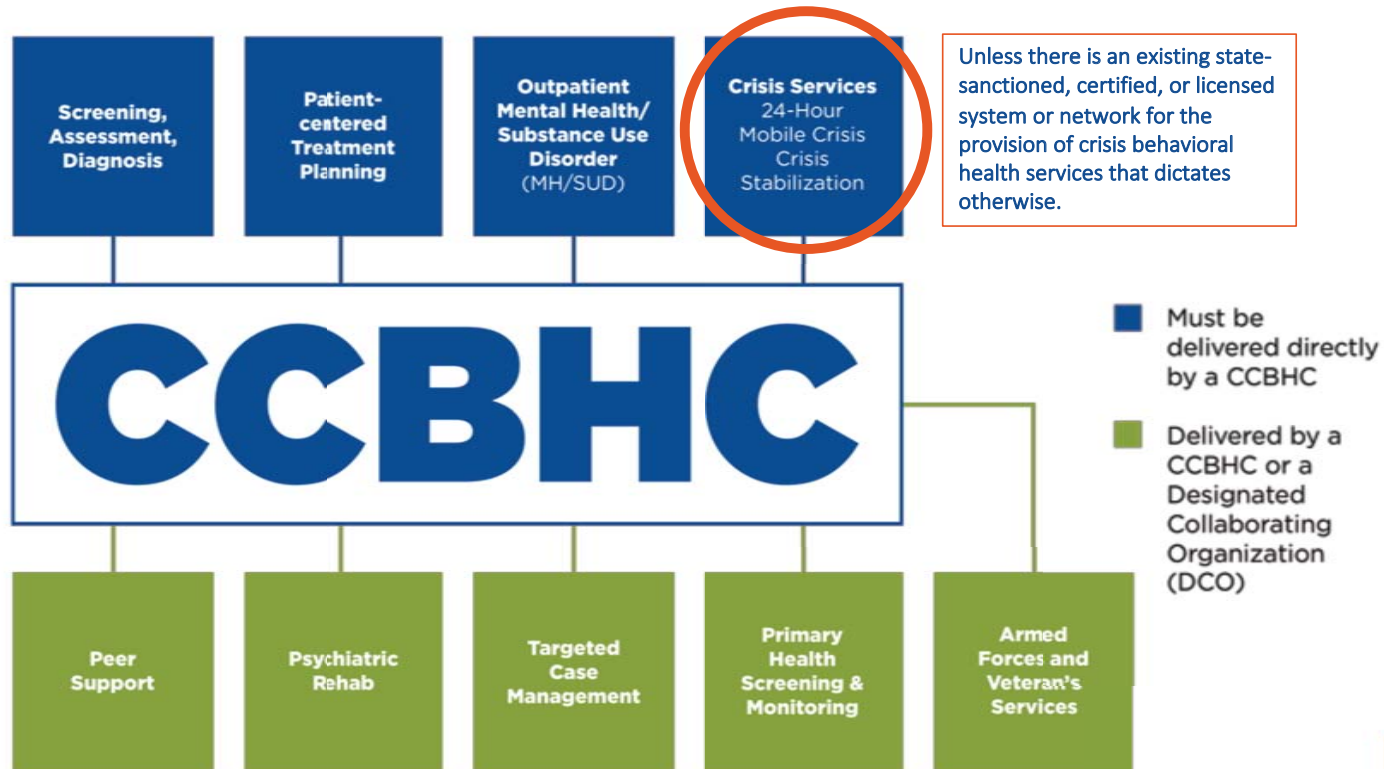 Screening,
Assessment,
Diagnosis
Patient-
centered
Treatment
Planning
Outpatient
Mental Health/
Substance Use
Disorder
(MH/SUD)
Crisis Services
24-Hour
Mobile Crisis
Crisis
Stabilization
Unless there is an existing state-
sanctioned, certified, or licensed
system or network for the
provision of crisis behavioral
health services that dictates
otherwise.
CCBHC
Must be
delivered directly
by a CCBHC
Delivered by a
CCBHC or a
Designated
Collaborating
Organization
(DCO)
Peer
Support
Psychiatric
Rehab
Targeted
Case
Management
Primary
Health
Screening &
Monitoring
Armed
Forces and
Veteran's
Services